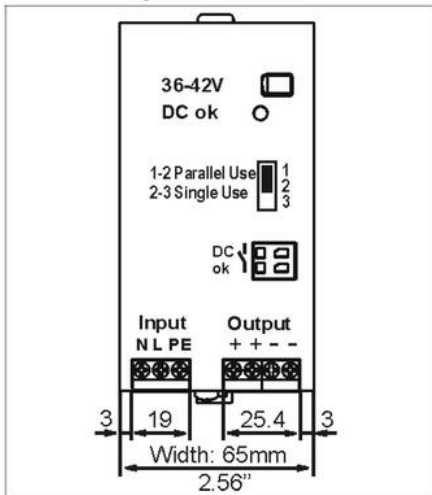 36-42V
DC ok
1-2 Parallel Use
2-3 Single Use
1
2
3
DC
ok
Input Output
N L PE + + - -
3 19 25.4 3
Width: 65mm
2.56"